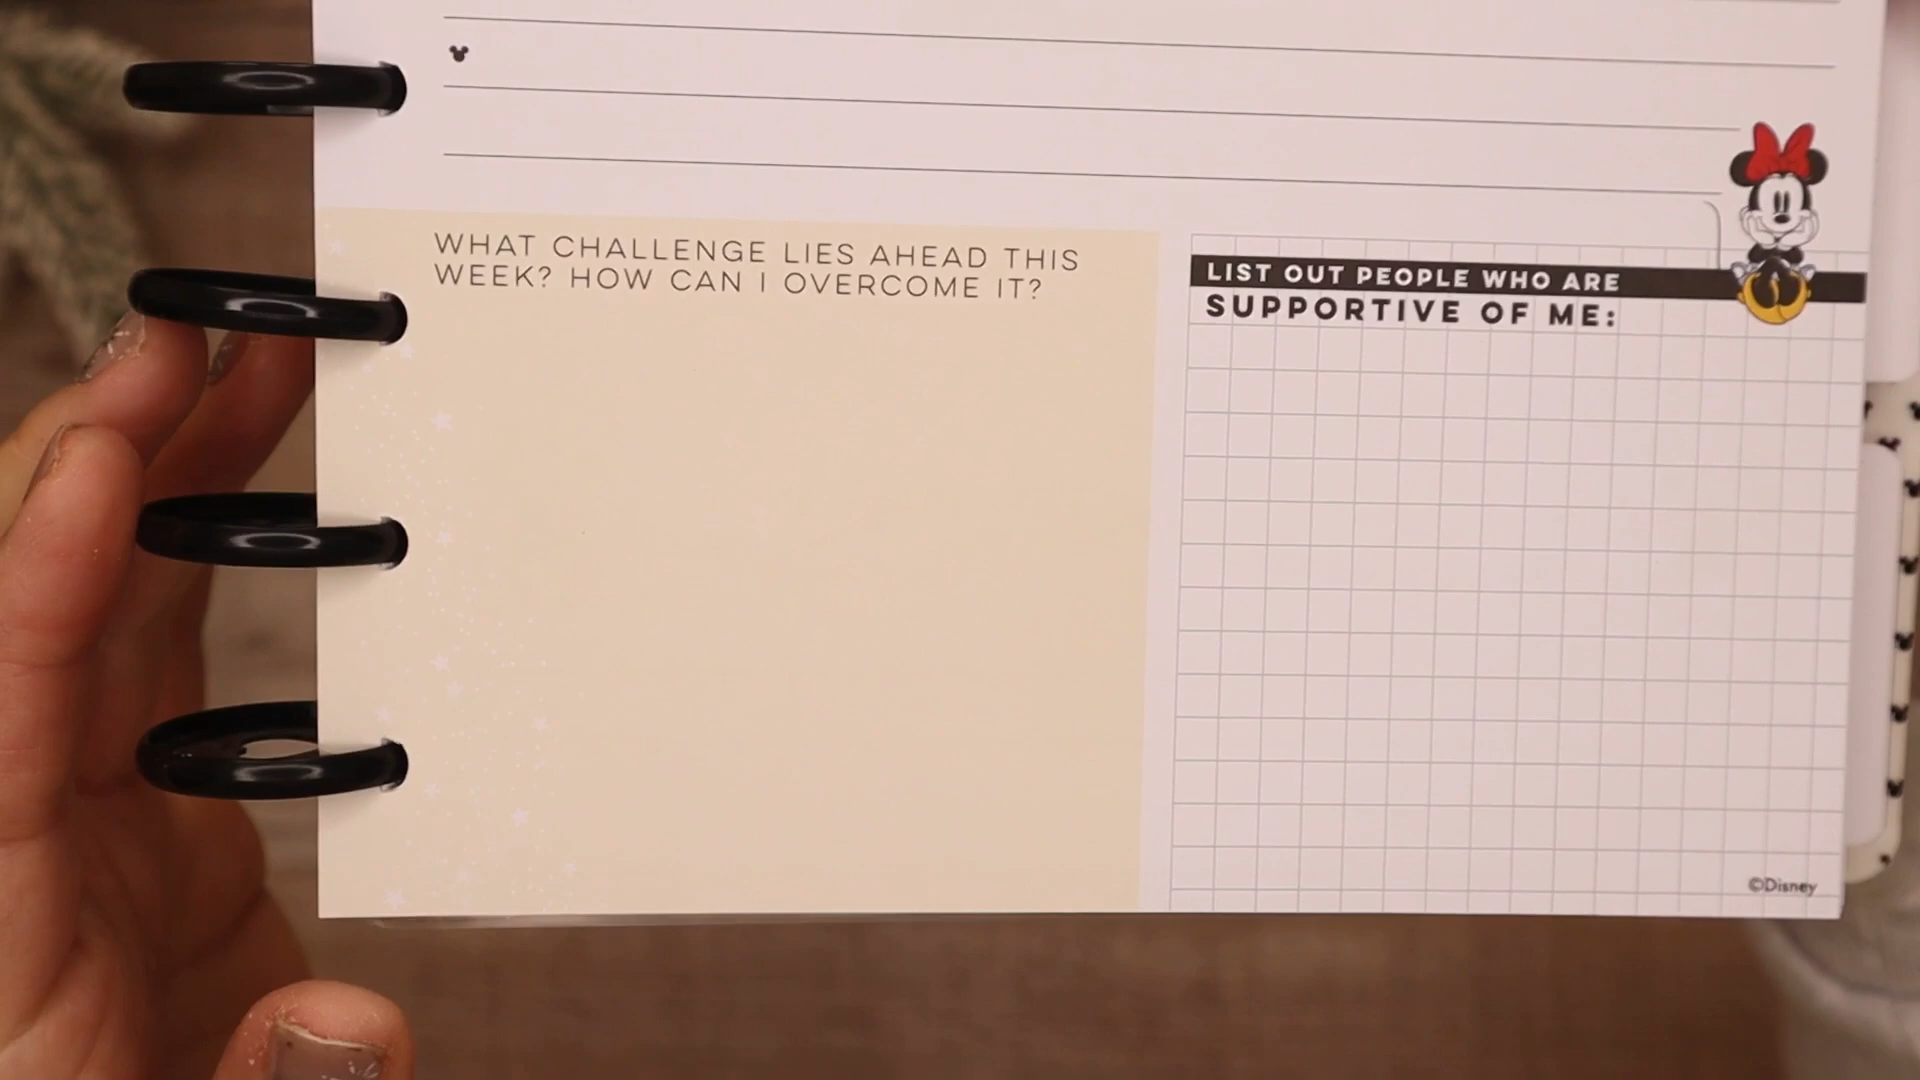 WHAT CHALLENGE LIES AHEAD THIS
WEEK? HOW CAN I OVERCOME IT?
LIST OUT PEOPLE WHO ARE
SUPPORTIVE OF ME:
©Disney